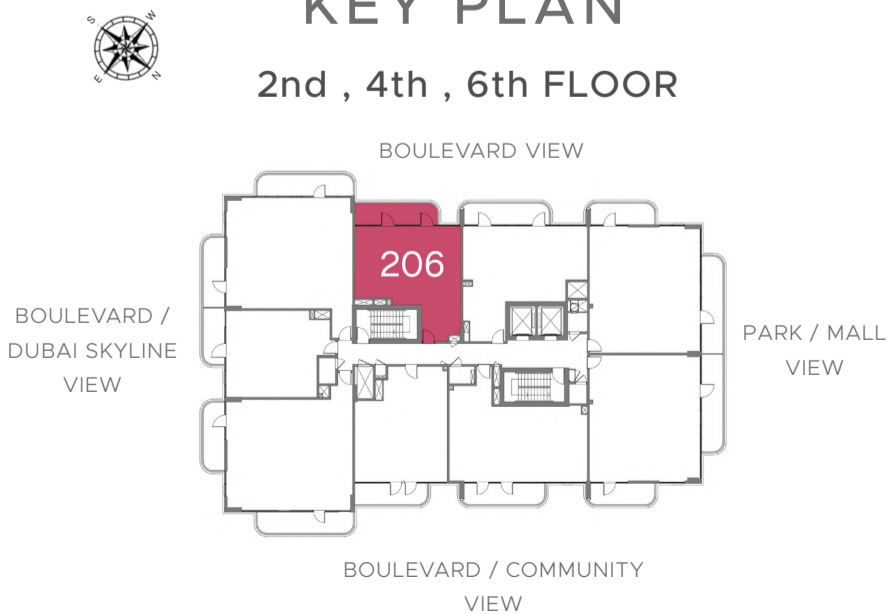 KEY PLAN
S
W
E
N
2nd , 4th , 6th FLOOR
BOULEVARD VIEW
206
BOULEVARD /
DUBAI SKYLINE
VIEW
PARK / MALL
VIEW
BOULEVARD / COMMUNITY
VIEW